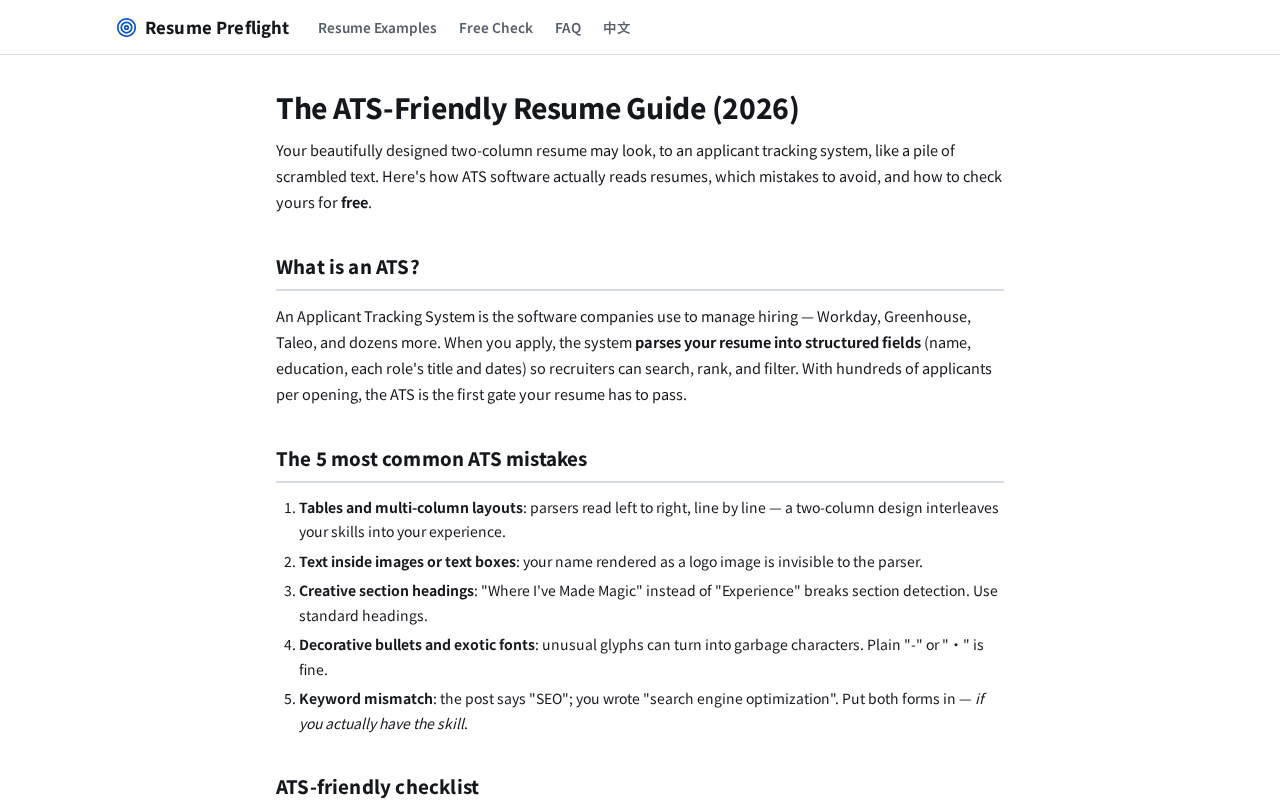 Resume Preflight
Resume Examples
Free Check
FAQ
中文
The ATS-Friendly Resume Guide (2026)
Your beautifully designed two-column resume may look, to an applicant tracking system, like a pile of
scrambled text. Here's how ATS software actually reads resumes, which mistakes to avoid, and how to check
yours for free.
What is an ATS?
An Applicant Tracking System is the software companies use to manage hiring — Workday, Greenhouse,
Taleo, and dozens more. When you apply, the system parses your resume into structured fields (name,
education, each role's title and dates) so recruiters can search, rank, and filter. With hundreds of applicants
per opening, the ATS is the first gate your resume has to pass.
The 5 most common ATS mistakes
1. Tables and multi-column layouts: parsers read left to right, line by line — a two-column design interleaves
your skills into your experience.
2. Text inside images or text boxes: your name rendered as a logo image is invisible to the parser.
3. Creative section headings: "Where I've Made Magic" instead of "Experience" breaks section detection. Use
standard headings.
4. Decorative bullets and exotic fonts: unusual glyphs can turn into garbage characters. Plain "-" or "・" is
fine.
5. Keyword mismatch: the post says "SEO"; you wrote "search engine optimization". Put both forms in — if
you actually have the skill.
ATS-friendly checklist